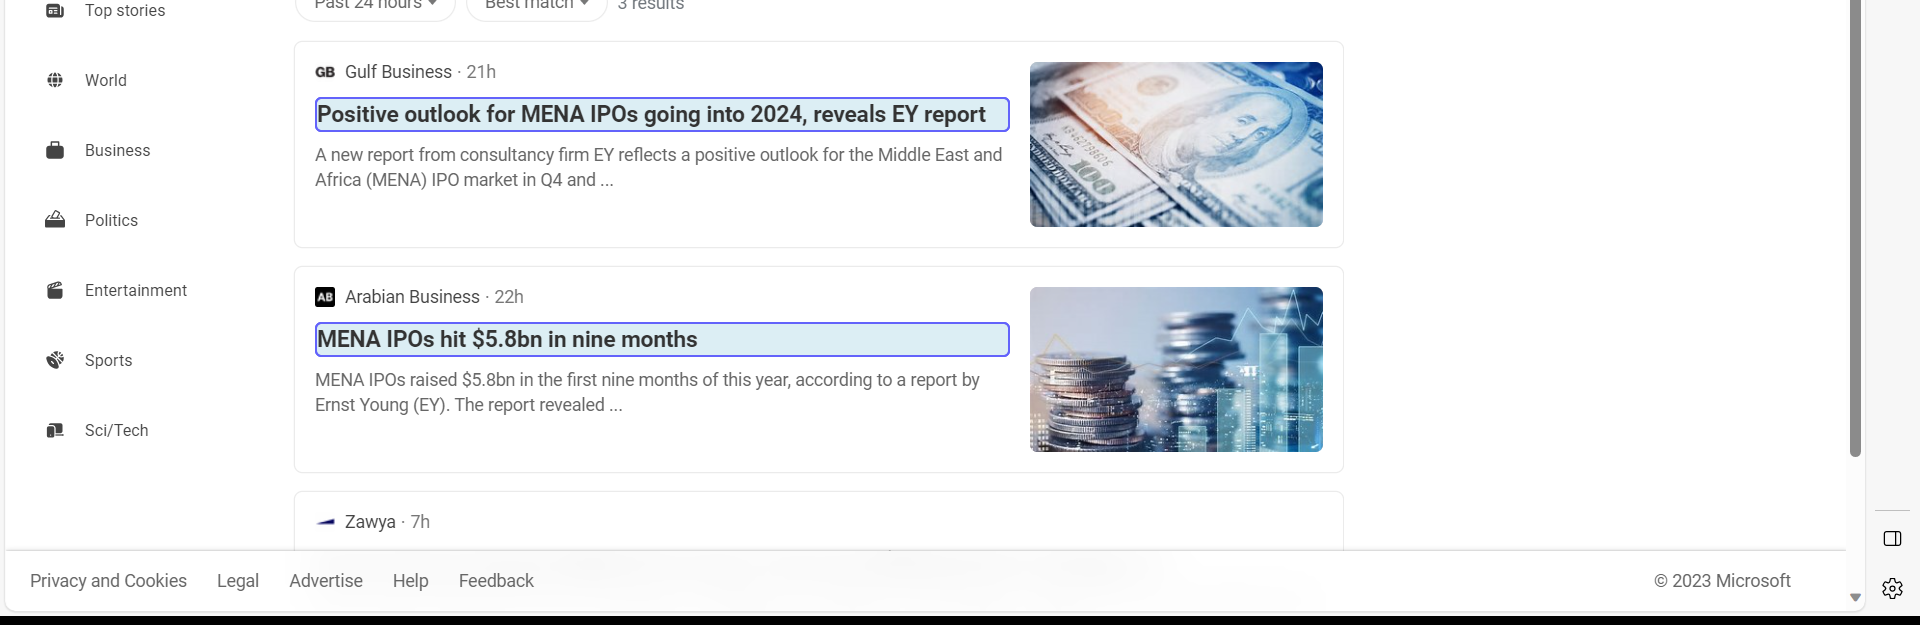 Top stories
World
Business
Politics
Entertainment
Sports
Sci/Tech
Past 24 hours
Best match
3 results
GB Gulf Business · 21h
Positive outlook for MENA IPOs going into 2024, reveals EY report
A new report from consultancy firm EY reflects a positive outlook for the Middle East and
Africa (MENA) IPO market in Q4 and ...
AB Arabian Business · 22h
MENA IPOs hit $5.8bn in nine months
MENA IPOs raised $5.8bn in the first nine months of this year, according to a report by
Ernst Young (EY). The report revealed ...
Zawya · 7h
Privacy and Cookies Legal Advertise Help Feedback © 2023 Microsoft